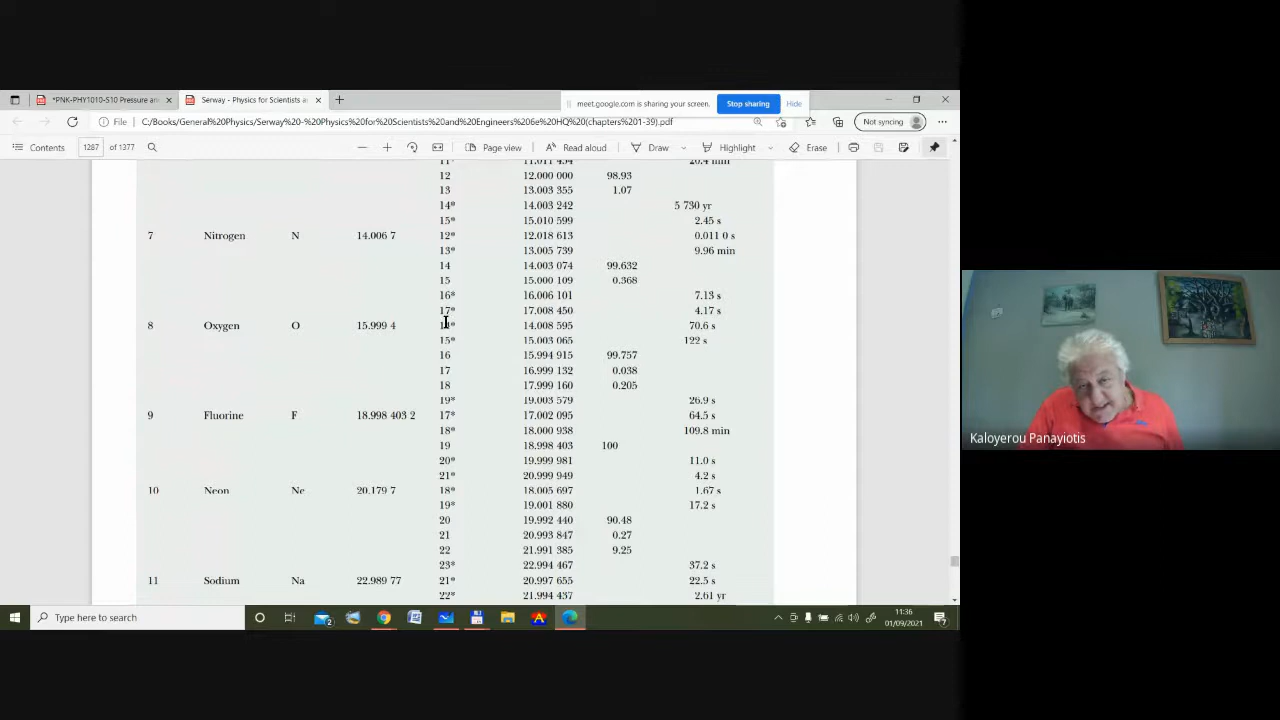 *PNK-PHY1010-S10 Pressure an
Serway - Physics for Scientists a
meet.google.com is sharing your screen.
Stop sharing
Hide
File
C:/Books/General%20Physics/Serway%20-%20Physics%20for%20Scientists%20and%20Engineers%206e%20HQ%20(chapters%201-39).pdf
Not syncing
Contents
1287
of 1377
Page view
Read aloud
Draw
Highlight
Erase
11* 11.011 434 20.4 min
12 12.000 000 98.93
13 13.003 355 1.07
14* 14.003 242 5 730 yr
15* 15.010 599 2.45 s
7 Nitrogen N 14.006 7 12* 12.018 613 0.011 0 s
13* 13.005 739 9.96 min
14 14.003 074 99.632
15 15.000 109 0.368
16* 16.006 101 7.13 s
17* 17.008 450 4.17 s
8 Oxygen O 15.999 4 14* 14.008 595 70.6 s
15* 15.003 065 122 s
16 15.994 915 99.757
17 16.999 132 0.038
18 17.999 160 0.205
19* 19.003 579 26.9 s
9 Fluorine F 18.998 403 2 17* 17.002 095 64.5 s
18* 18.000 938 109.8 min
19 18.998 403 100
20* 19.999 981 11.0 s
21* 20.999 949 4.2 s
10 Neon Ne 20.179 7 18* 18.005 697 1.67 s
19* 19.001 880 17.2 s
20 19.992 440 90.48
21 20.993 847 0.27
22 21.991 385 9.25
23* 22.994 467 37.2 s
11 Sodium Na 22.989 77 21* 20.997 655 22.5 s
22* 21.994 437 2.61 yr
Type here to search
11:36
01/09/2021
Kaloyerou Panayiotis